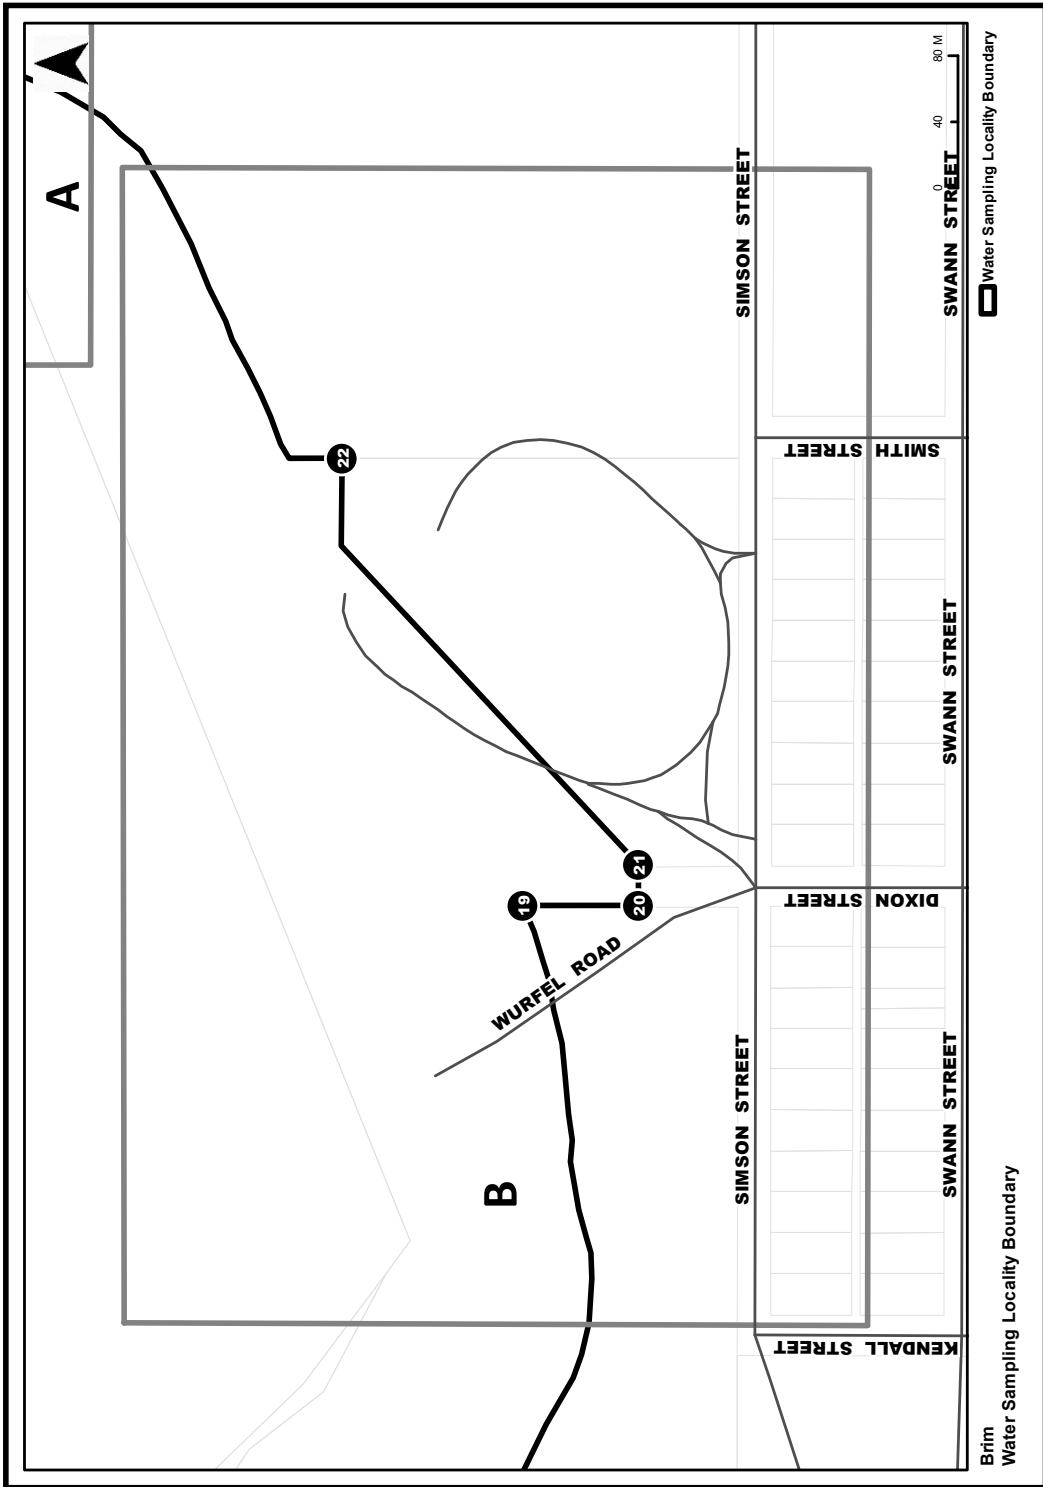 A
B
22
19
21
20
WURFEL ROAD
SIMSON STREET
SIMSON STREET
SMITH STREET
DIXON STREET
KENDALL STREET
SWANN STREET
SWANN STREET
SWANN STREET
0 40 80 M
Water Sampling Locality Boundary
Brim
Water Sampling Locality Boundary